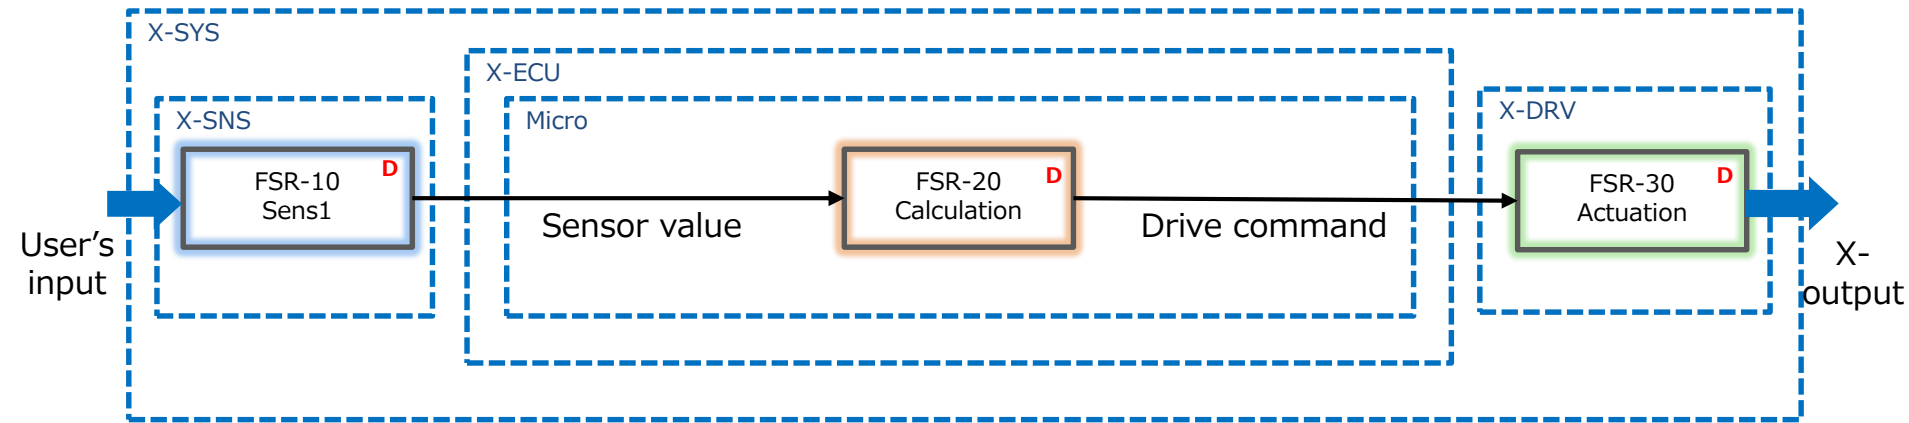 X-SYS
X-ECU
X-SNS
Micro
X-DRV
FSR-10
Sens1
D
FSR-20
Calculation
D
FSR-30
Actuation
D
User's
input
Sensor value
Drive command
X-
output